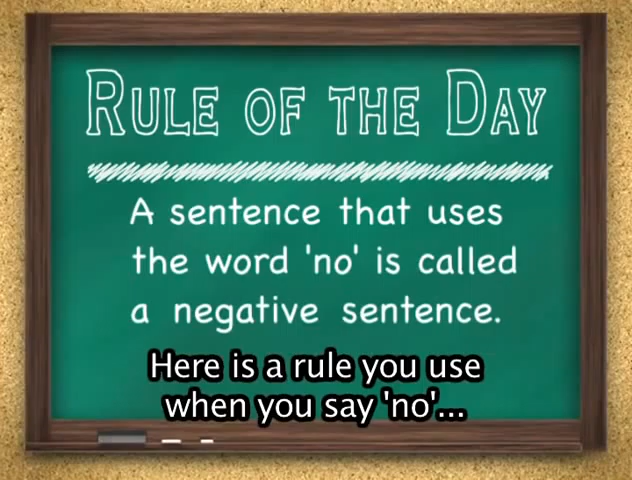 RULE OF THE DAY
A sentence that uses
the word 'no' is called
a negative sentence.
Here is a rule you use
when you say 'no'...